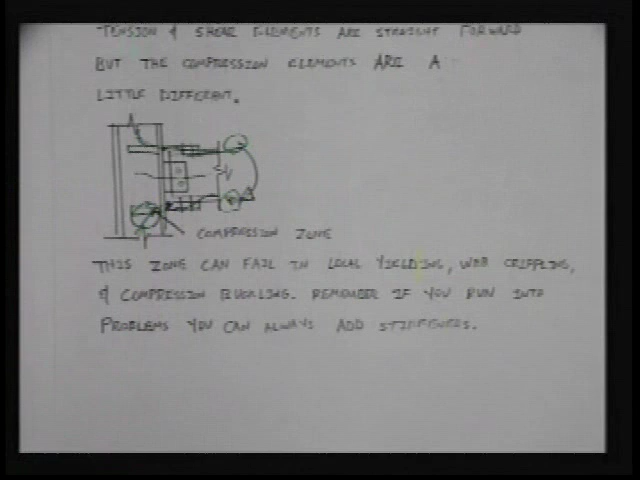 TENSION & SHEAR ELEMENTS ARE STRAIGHT FORWARD
BUT THE COMPRESSION ELEMENTS ARE A
LITTLE DIFFERENT.
COMPRESSION ZONE
THIS ZONE CAN FAIL IN LOCAL YIELDING, WEB CRIPPLING,
& COMPRESSION BUCKLING. REMEMBER IF YOU RUN INTO
PROBLEMS YOU CAN ALWAYS ADD STIFFENERS.